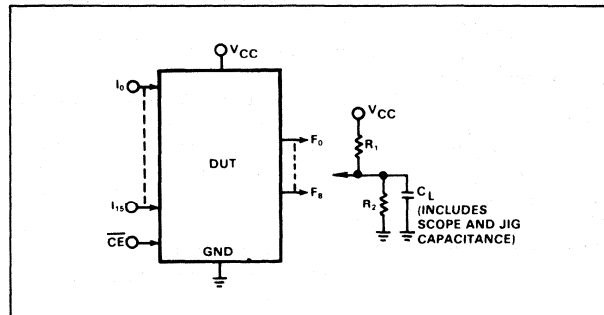 VCC
I0
DUT
F0
F8
I15
CE
GND
VCC
R1
R2
CL
(INCLUDES
SCOPE AND JIG
CAPACITANCE)